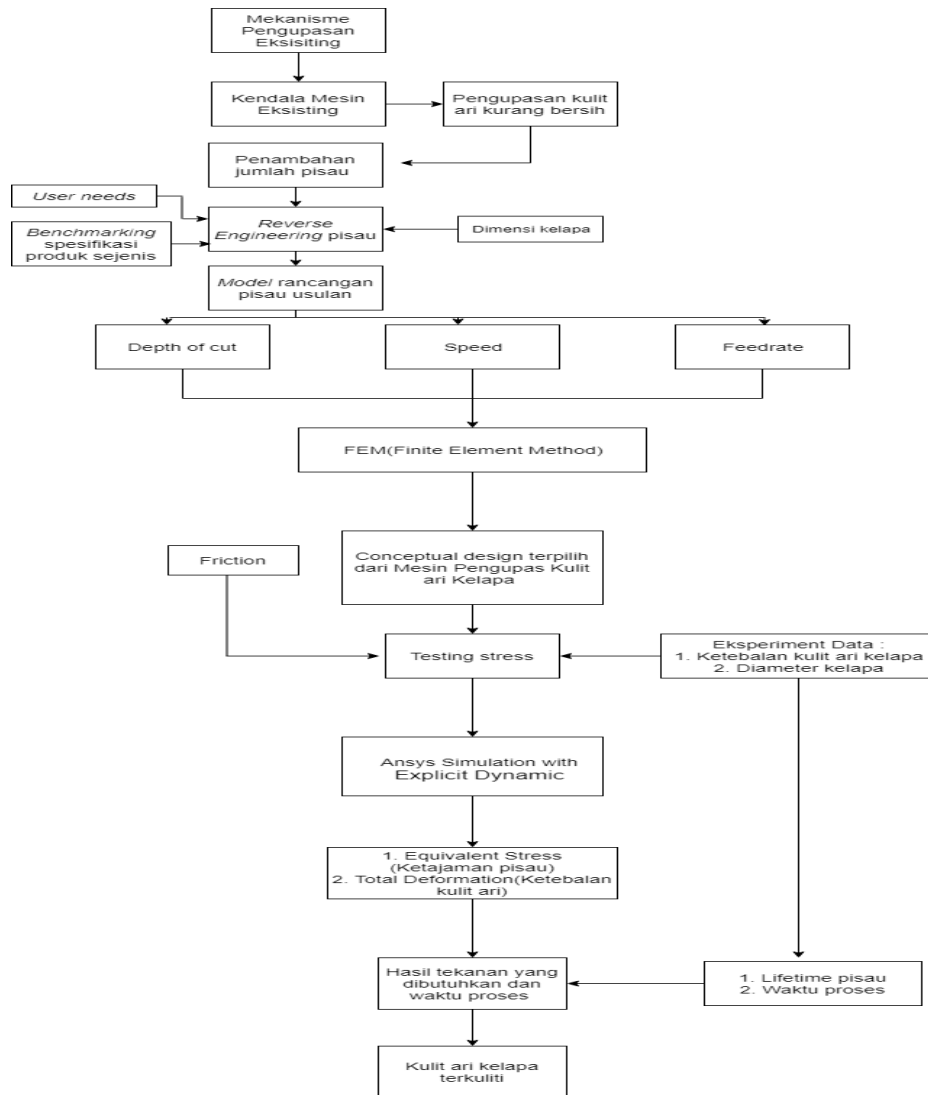 Mekanisme
Pengupasan
Eksisiting
Kendala Mesin
Eksisting
Pengupasan kulit
ari kurang bersih
Penambahan
jumlah pisau
User needs
Benchmarking
spesifikasi
produk sejenis
Reverse
Engineering pisau
Dimensi kelapa
Model rancangan
pisau usulan
Depth of cut
Speed
Feedrate
FEM(Finite Element Method)
Conceptual design terpilih
dari Mesin Pengupas Kulit
ari Kelapa
Friction
Testing stress
Eksperiment Data :
1. Ketebalan kulit ari kelapa
2. Diameter kelapa
Ansys Simulation with
Explicit Dynamic
1. Equivalent Stress
(Ketajaman pisau)
2. Total Deformation(Ketebalan
kulit ari)
Hasil tekanan yang
dibutuhkan dan
waktu proses
1. Lifetime pisau
2. Waktu proses
Kulit ari kelapa
terkuliti